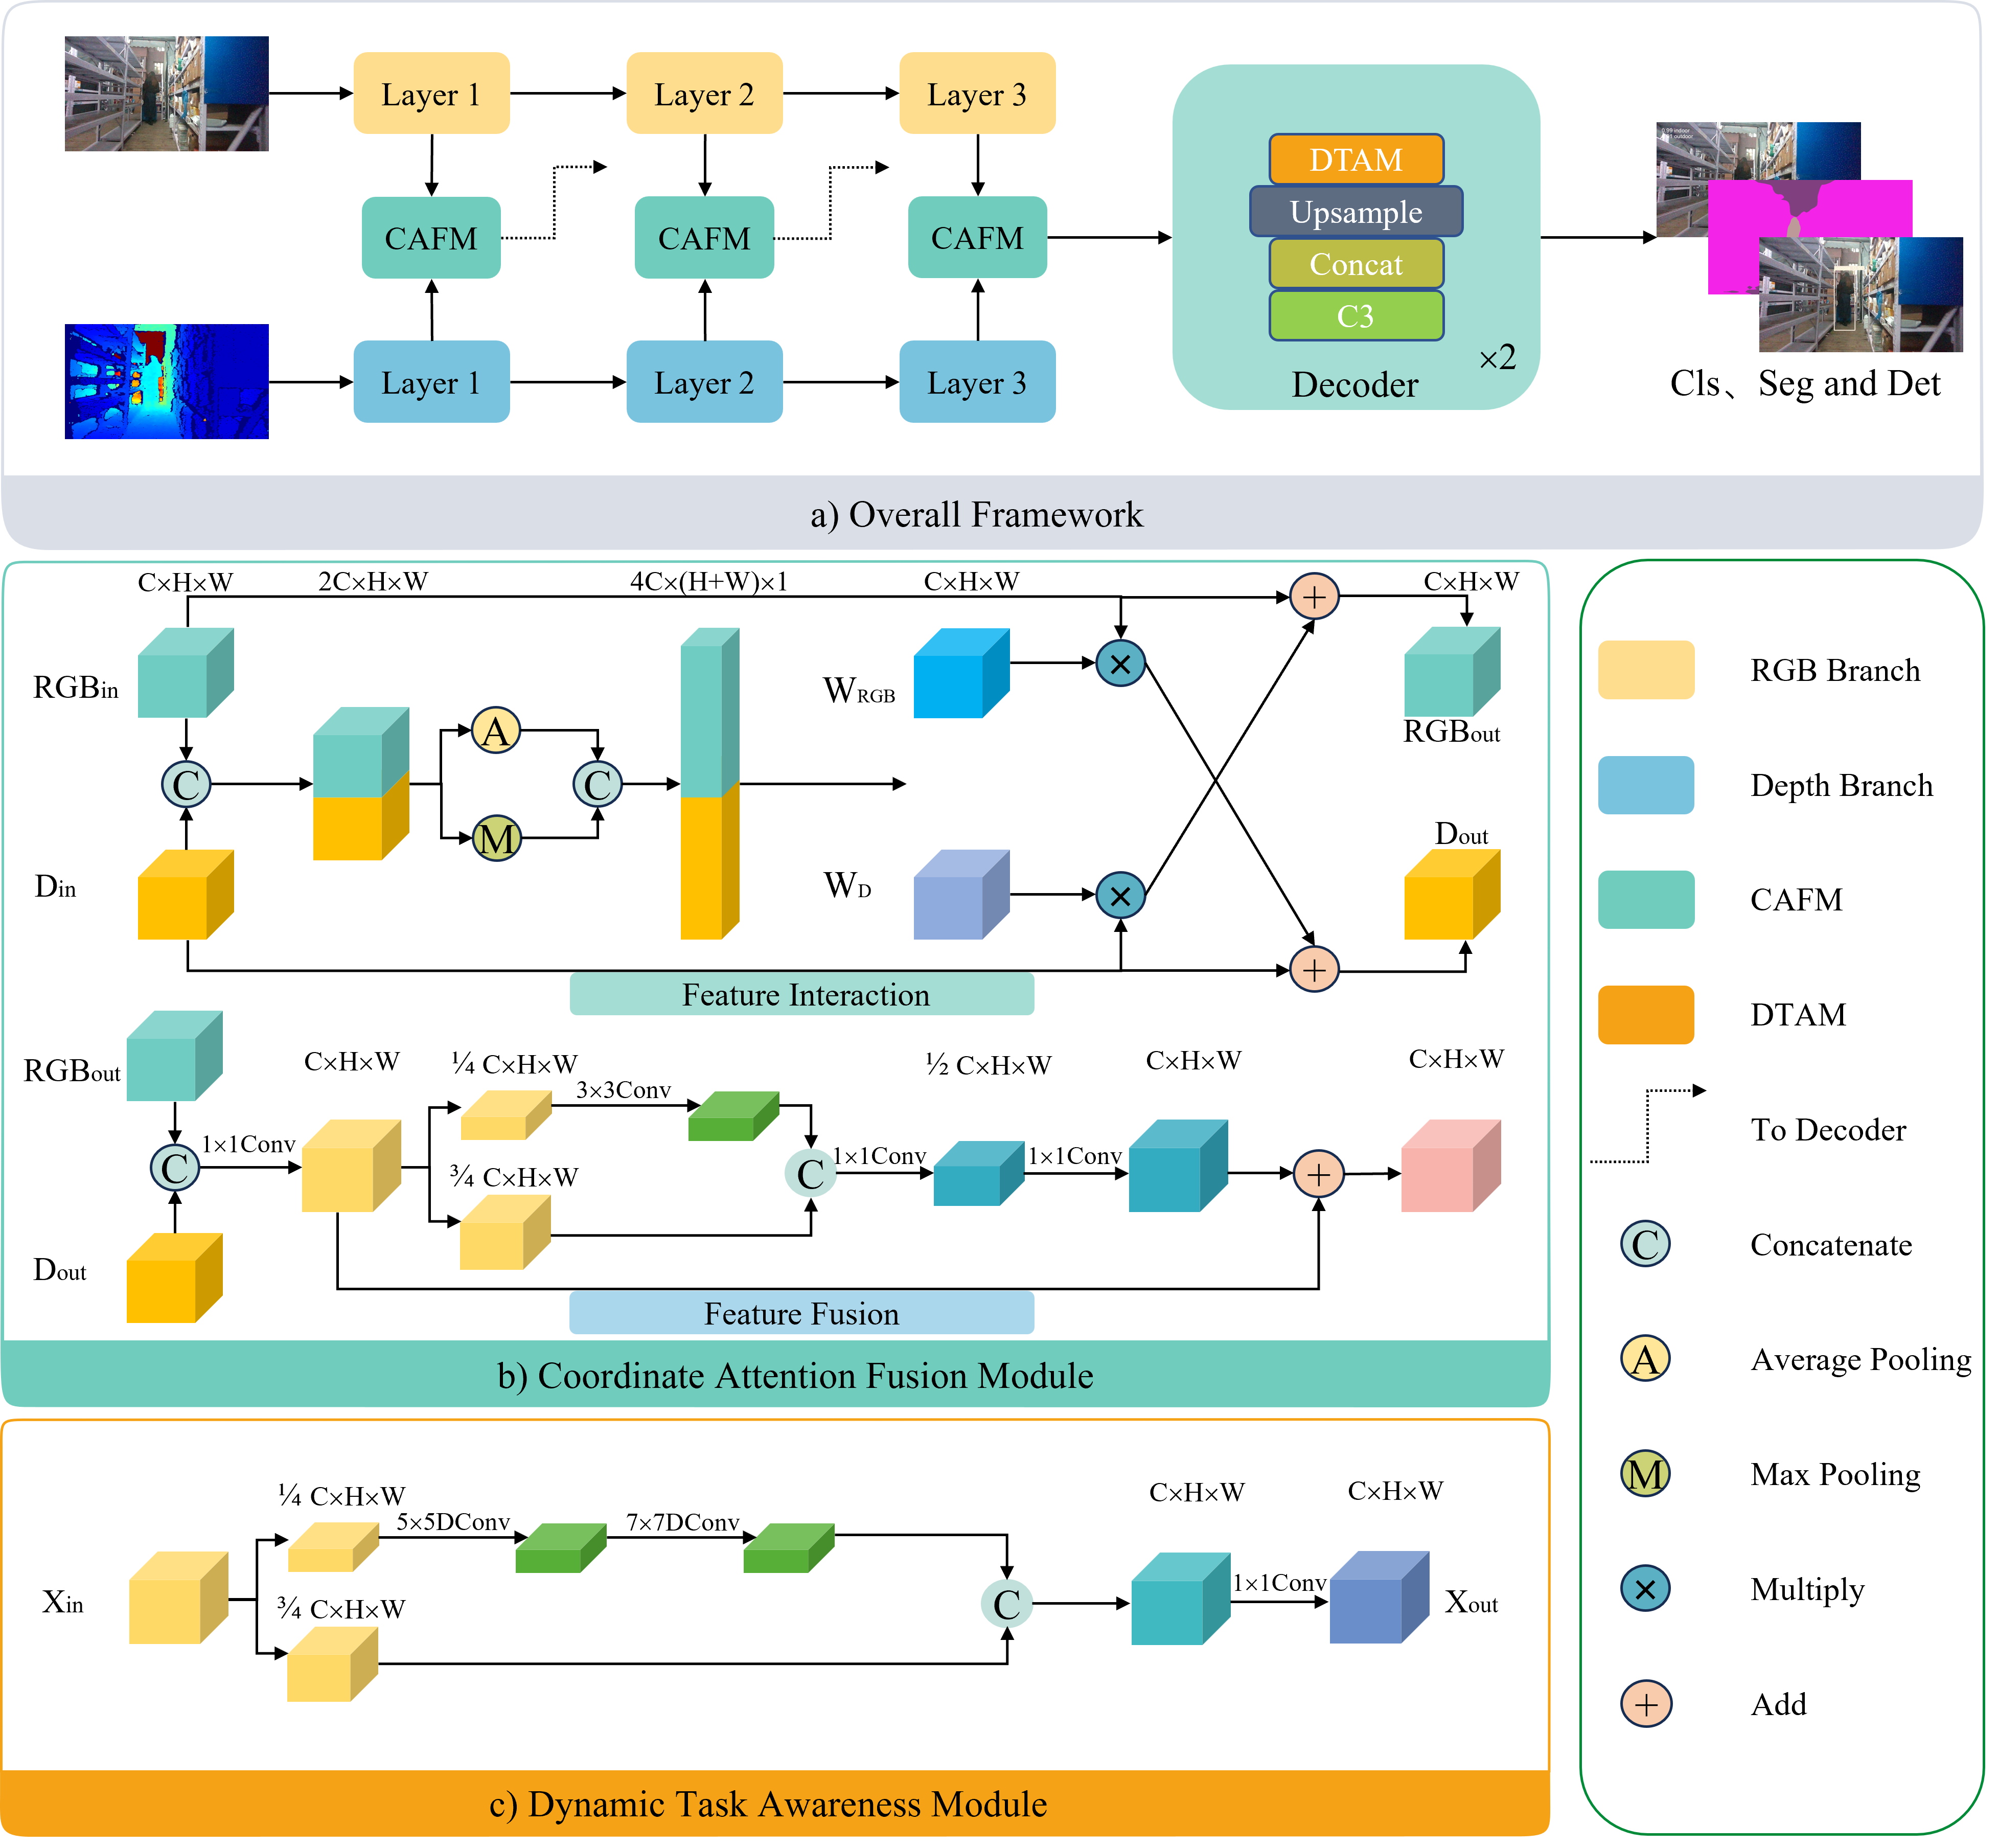 Layer 1
Layer 2
Layer 3
CAFM
CAFM
CAFM
Layer 1
Layer 2
Layer 3
DTAM
Upsample
Concat
C3
×2
Decoder
0.99 indoor
Cls、Seg and Det
a) Overall Framework
C×H×W
2C×H×W
4C×(H+W)×1
C×H×W
C×H×W
RGBin
WRGB
RGBout
A
C
C
M
×
+
Din
WD
Dout
×
+
Feature Interaction
RGBout
C×H×W
¼ C×H×W
3×3Conv
½ C×H×W
C×H×W
C×H×W
C
1×1Conv
¾ C×H×W
C
1×1Conv
1×1Conv
+
Dout
Feature Fusion
b) Coordinate Attention Fusion Module
Xin
¼ C×H×W
5×5DConv
7×7DConv
¾ C×H×W
C
C×H×W
1×1Conv
C×H×W
Xout
c) Dynamic Task Awareness Module
RGB Branch
Depth Branch
CAFM
DTAM
To Decoder
C Concatenate
A Average Pooling
M Max Pooling
× Multiply
+ Add